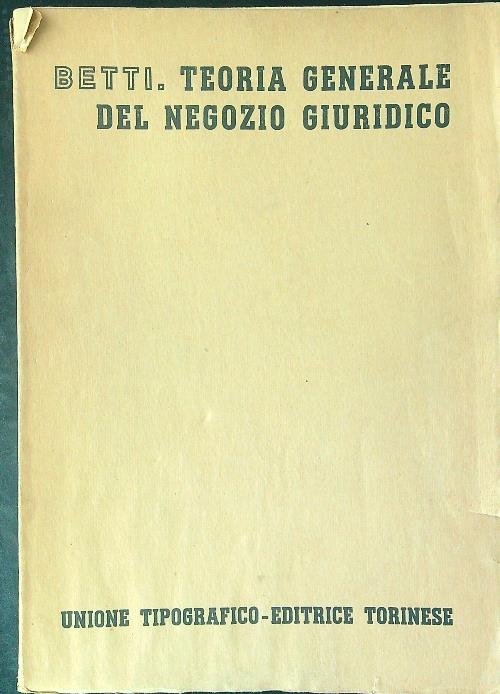 BETTI. TEORIA GENERALE
DEL NEGOZIO GIURIDICO
UNIONE TIPOGRAFICO-EDITRICE TORINESE